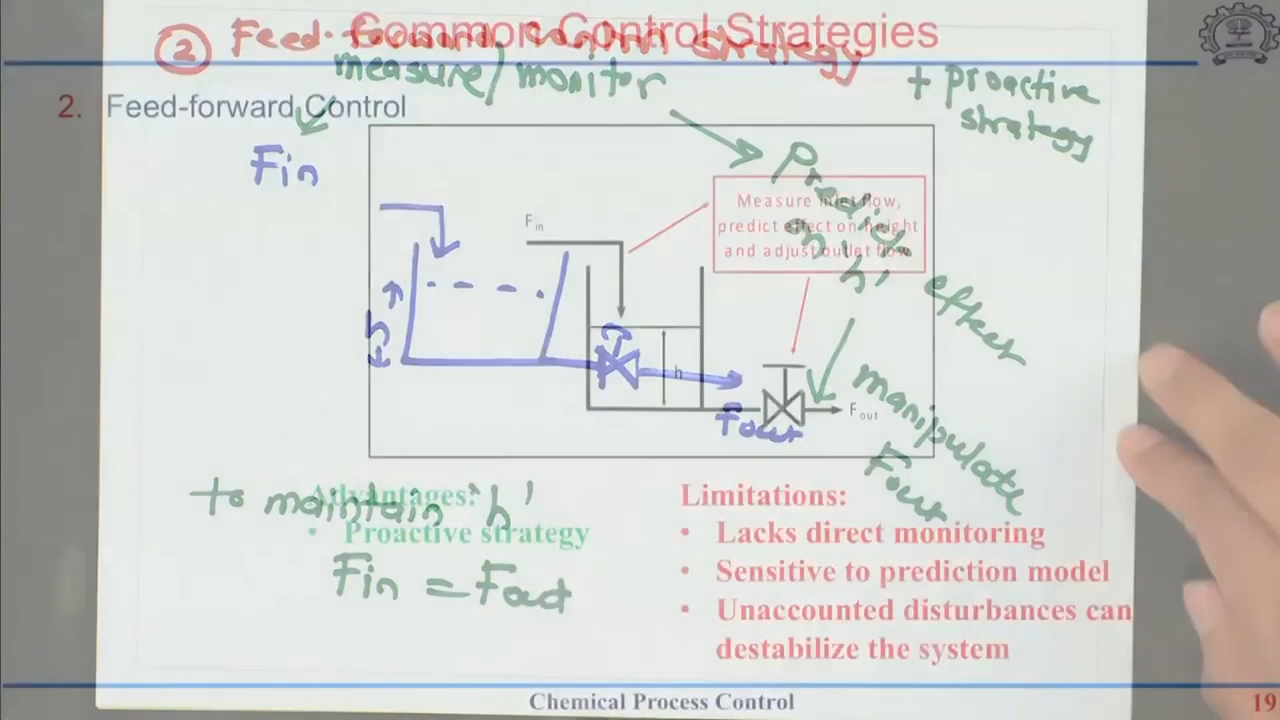 Common Control Strategies
② Feed-forward control strategy
measure/monitor
+ proactive
strategy
2. Feed-forward Control
Fin
Predict effect
on 'h'
Measure inlet flow,
predict effect on height
and adjust outlet flow
Fin
h
h
Fout
Fout
manipulate
Fout
to maintain 'h'
Fin = Fout
Advantages:
• Proactive strategy
Limitations:
• Lacks direct monitoring
• Sensitive to prediction model
• Unaccounted disturbances can
destabilize the system
Chemical Process Control
19